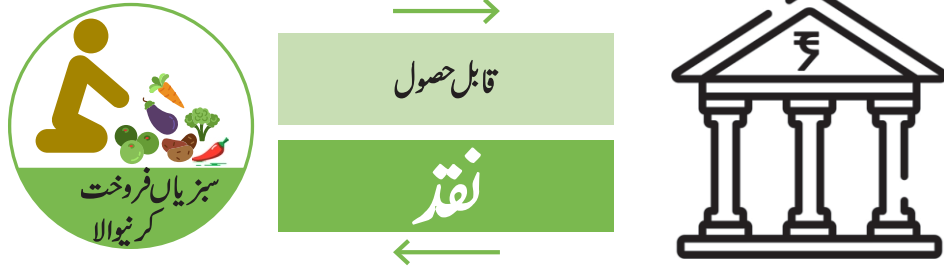 قابل حصول
₹
نقد
سبزیاں فروخت
کرنیوالا